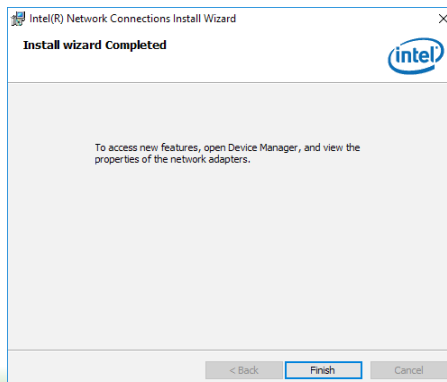 Intel(R) Network Connections Install Wizard
Install wizard Completed
intel
To access new features, open Device Manager, and view the
properties of the network adapters.
< Back
Finish
Cancel